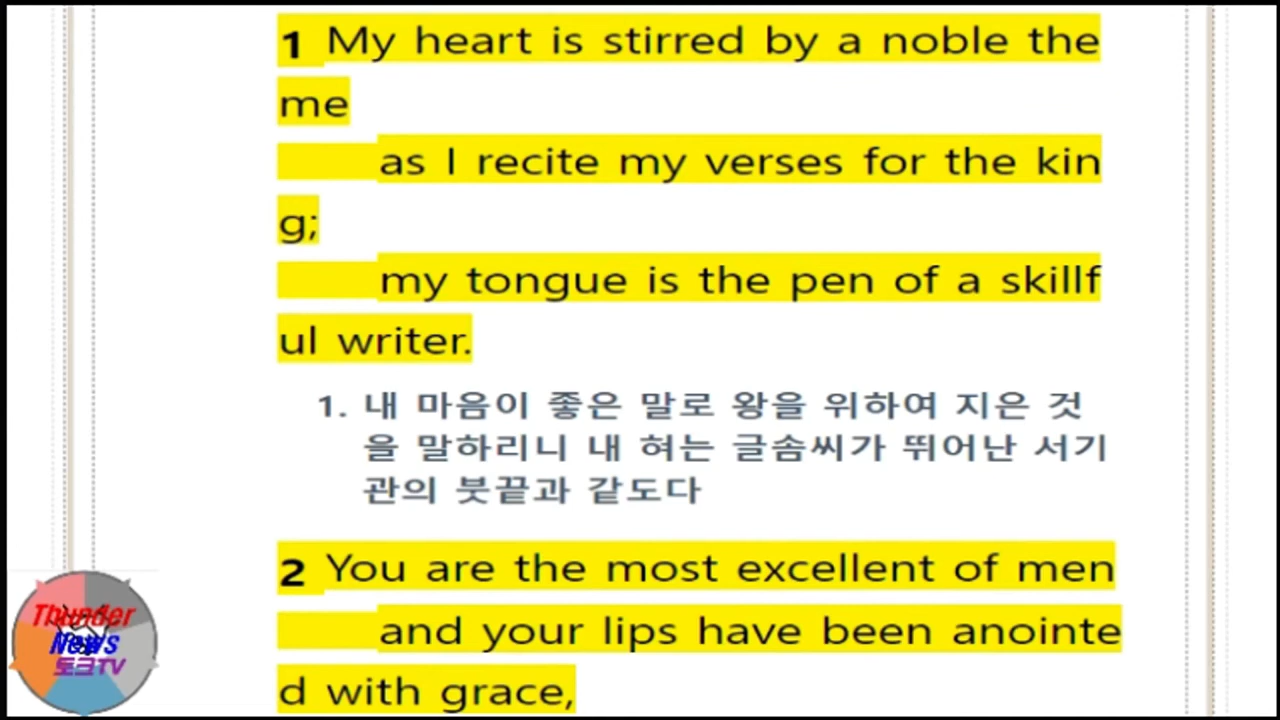 1 My heart is stirred by a noble the
me
as I recite my verses for the kin
g;
my tongue is the pen of a skillf
ul writer.
1. 내 마음이 좋은 말로 왕을 위하여 지은 것
을 말하리니 내 혀는 글솜씨가 뛰어난 서기
관의 붓끝과 같도다
2 You are the most excellent of men
and your lips have been anointe
d with grace,
Thunder
News
토크TV